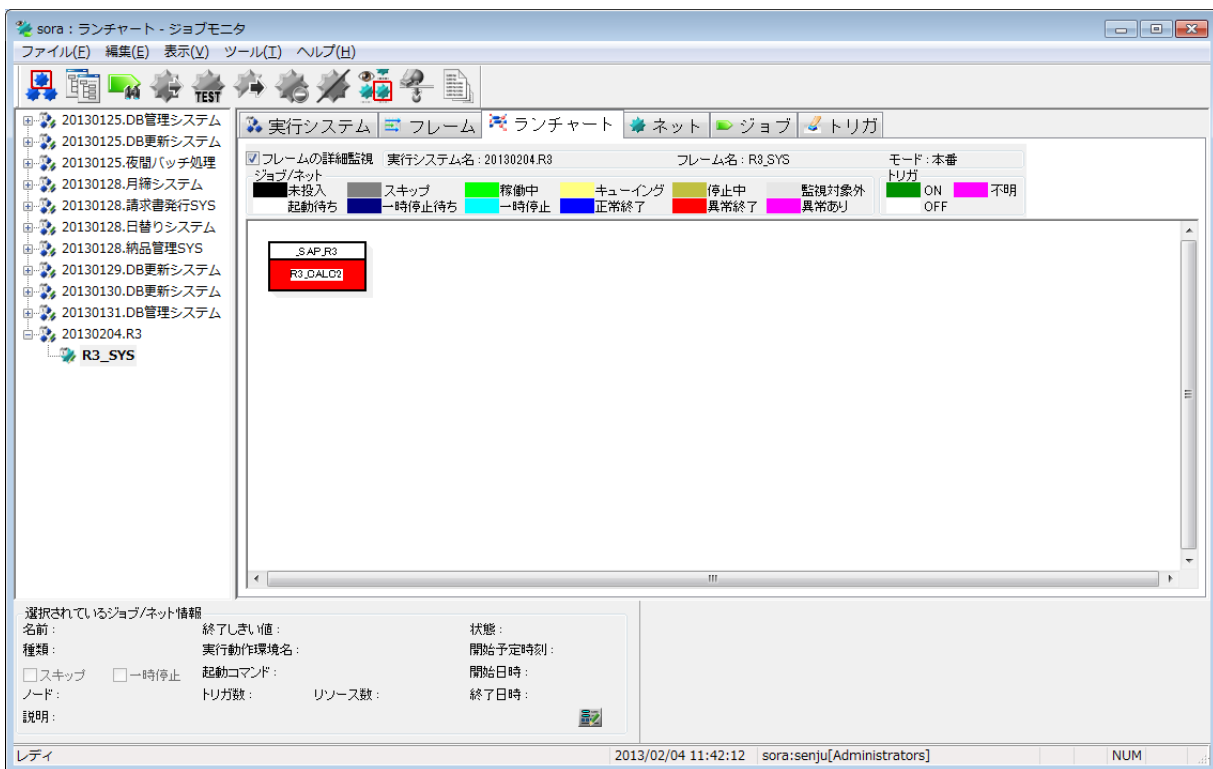 sora : ランチャート - ジョブモニタ
ファイル(F) 編集(E) 表示(V) ツール(T) ヘルプ(H)
TEST
20130125.DB管理システム
20130125.DB更新システム
20130125.夜間バッチ処理
20130128.月締システム
20130128.請求書発行SYS
20130128.日替りシステム
20130128.納品管理SYS
20130129.DB更新システム
20130130.DB更新システム
20130131.DB管理システム
20130204.R3
R3_SYS
実行システム フレーム ランチャート ネット ジョブ トリガ
フレームの詳細監視 実行システム名 : 20130204.R3 フレーム名 : R3_SYS モード : 本番
ジョブ/ネット トリガ
未投入 スキップ 稼働中 キューイング 停止中 監視対象外 ON 不明
起動待ち 一時停止待ち 一時停止 正常終了 異常終了 異常あり OFF
_SAP_R3
R3_CALC2
選択されているジョブ/ネット情報
名前 : 終了しきい値 : 状態 :
種類 : 実行動作環境名 : 開始予定時刻 :
スキップ 一時停止 起動コマンド : 開始日時 :
ノード : トリガ数 : リソース数 : 終了日時 :
説明 :
レディ 2013/02/04 11:42:12 sora:senju[Administrators] NUM